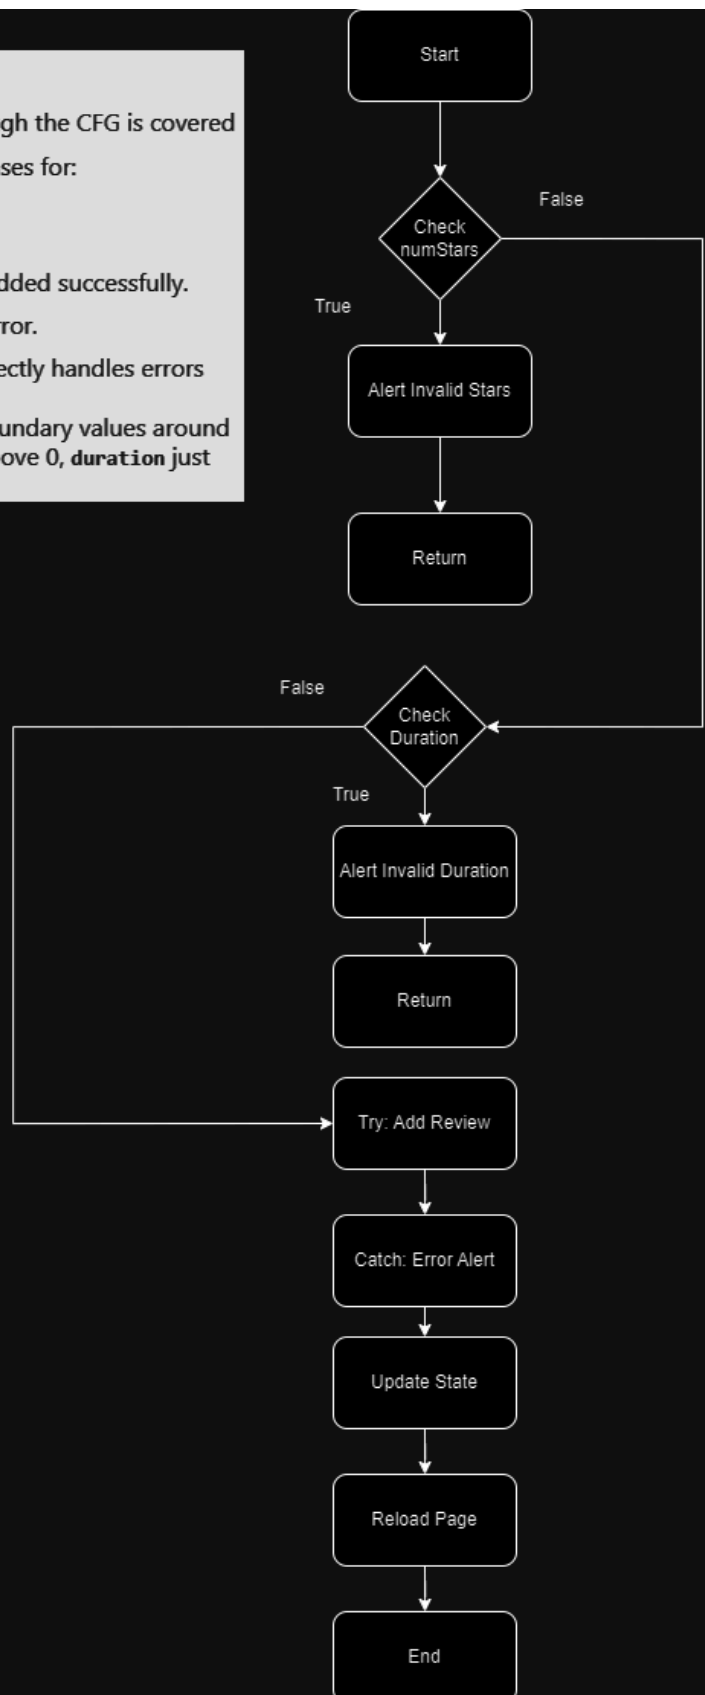 gh the CFG is covered
ses for:
dded successfully.
ror.
ectly handles errors
undary values around
ove 0, duration just
Start
Check
numStars
False
True
Alert Invalid Stars
Return
False
Check
Duration
True
Alert Invalid Duration
Return
Try: Add Review
Catch: Error Alert
Update State
Reload Page
End